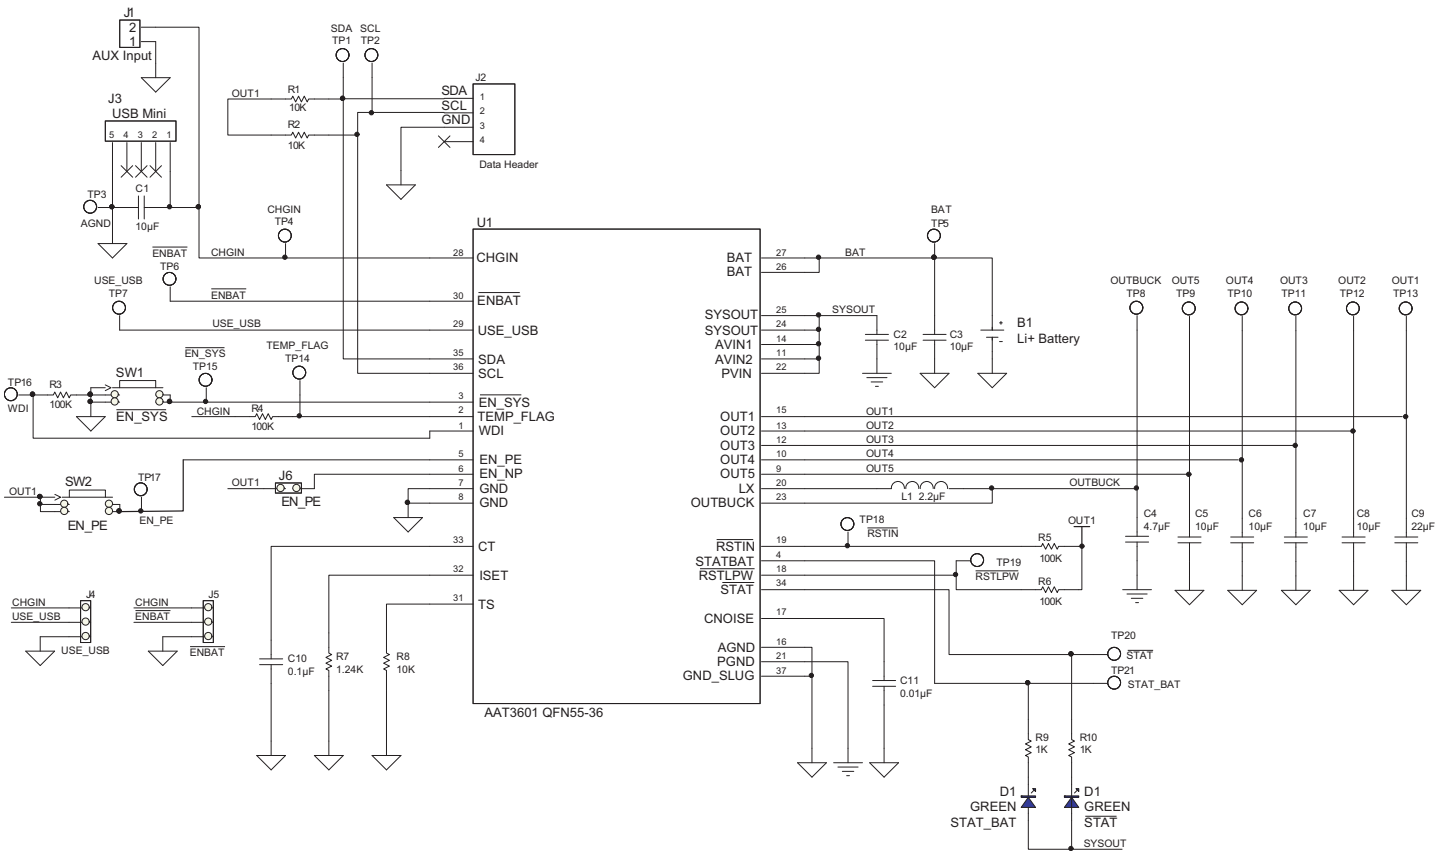 J1
2
1
AUX Input
J3
USB Mini
5 4 3 2 1
TP3
AGND
C1
10µF
SDA SCL
TP1 TP2
OUT1
R1
10K
R2
10K
J2
SDA 1
SCL 2
GND 3
4
Data Header
CHGIN
TP4
ENBAT
TP6
USE_USB
TP7
CHGIN
ENBAT
USE_USB
EN_SYS
TP15
TEMP_FLAG
TP14
TP16
WDI
R3
100K
SW1
EN_SYS
CHGIN
R4
100K
OUT1
SW2
EN_PE
TP17
EN_PE
OUT1
J6
EN_PE
CHGIN
USE_USB
J4
USE_USB
CHGIN
ENBAT
J5
ENBAT
C10
0.1µF
R7
1.24K
R8
10K
U1
28 CHGIN
30 ENBAT
29 USE_USB
35 SDA
36 SCL
3 EN_SYS
2 TEMP_FLAG
1 WDI
5 EN_PE
6 EN_NP
7 GND
8 GND
33 CT
32 ISET
31 TS
BAT 27
BAT 26
SYSOUT 25
SYSOUT 24
AVIN1 14
AVIN2 11
PVIN 22
OUT1 15
OUT2 13
OUT3 12
OUT4 10
OUT5 9
LX 20
OUTBUCK 23
RSTIN 19
STATBAT 4
RSTLPW 18
STAT 34
CNOISE 17
AGND 16
PGND 21
GND_SLUG 37
AAT3601 QFN55-36
BAT
TP5
BAT
SYSOUT
C2
10µF
C3
10µF
+
-
B1
Li+ Battery
OUTBUCK OUT5 OUT4 OUT3 OUT2 OUT1
TP8 TP9 TP10 TP11 TP12 TP13
OUT1
OUT2
OUT3
OUT4
OUT5
L1 2.2µF
OUTBUCK
C4
4.7µF
C5
10µF
C6
10µF
C7
10µF
C8
10µF
C9
22µF
TP18
RSTIN
OUT1
R5
100K
TP19
RSTLPW
R6
100K
C11
0.01µF
TP20
STAT
TP21
STAT_BAT
R9
1K
R10
1K
D1
GREEN
STAT_BAT
D1
GREEN
STAT
SYSOUT